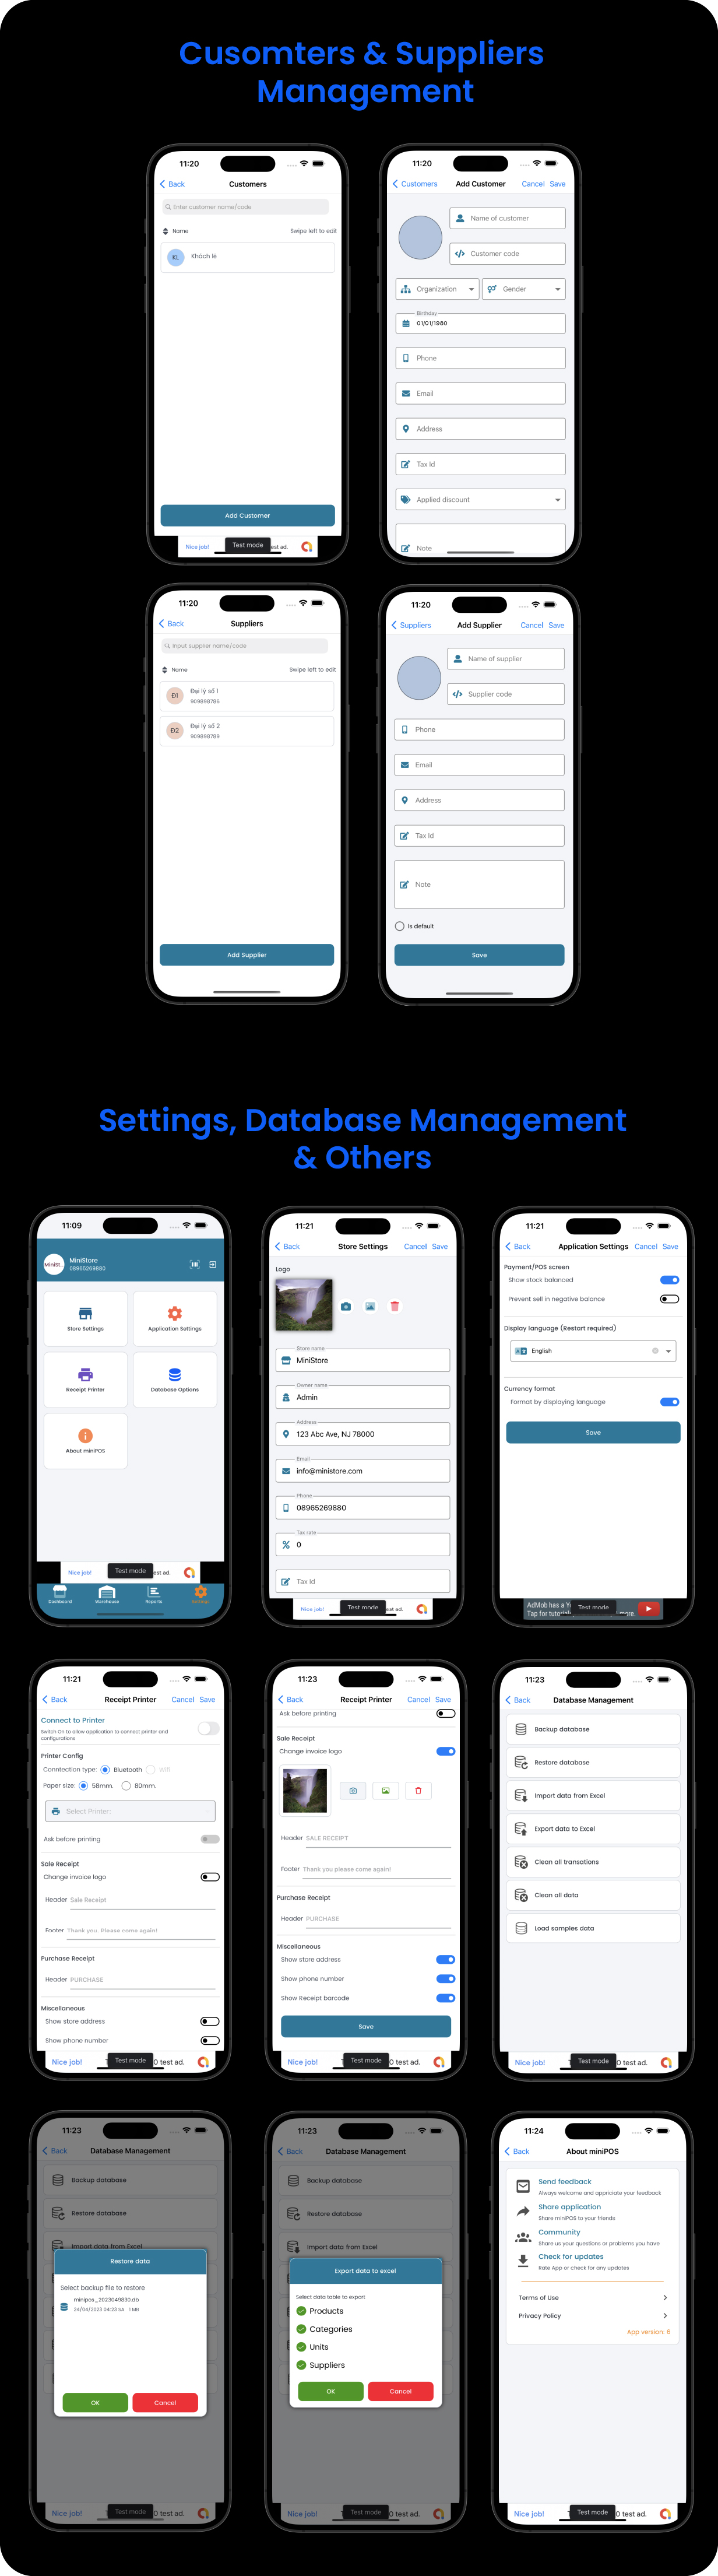 Cusomters & Suppliers
Management
11:20
Back
Customers
Enter customer name/code
Name
Swipe left to edit
KL
Khách lẻ
Add Customer
Nice job!
Test mode
est ad.
11:20
Customers
Add Customer
Cancel
Save
Name of customer
Customer code
Organization
Gender
Birthday
01/01/1980
Phone
Email
Address
Tax Id
Applied discount
Note
11:20
Back
Suppliers
Input supplier name/code
Name
Swipe left to edit
Đ1
Đại lý số 1
909898786
Đ2
Đại lý số 2
909898789
Add Supplier
11:20
Suppliers
Add Supplier
Cancel
Save
Name of supplier
Supplier code
Phone
Email
Address
Tax Id
Note
Is default
Save
Settings, Database Management
& Others
11:09
MiniSt..
MiniStore
08965269880
Store Settings
Application Settings
Receipt Printer
Database Options
About miniPOS
Nice job!
Test mode
est ad.
Dashboard
Warehouse
Reports
Settings
11:21
Back
Store Settings
Cancel
Save
Logo
Store name
MiniStore
Owner name
Admin
Address
123 Abc Ave, NJ 78000
Email
info@ministore.com
Phone
08965269880
Tax rate
0
Tax Id
Nice job!
Test mode
est ad.
11:21
Back
Application Settings
Cancel
Save
Payment/POS screen
Show stock balanced
Prevent sell in negative balance
Display language (Restart required)
English
Currency format
Format by displaying language
Save
AdMob has a Y
Tap for tutor
Test mode
more.
11:21
Back
Receipt Printer
Cancel
Save
Connect to Printer
Switch On to allow application to connect printer and
configurations
Printer Config
Conntection type:
Bluetooth
Wifi
Paper size:
58mm.
80mm.
Select Printer:
Ask before printing
Sale Receipt
Change invoice logo
Header
Sale Receipt
Footer
Thank you. Please come again!
Purchase Receipt
Header
PURCHASE
Miscellaneous
Show store address
Show phone number
Nice job!
Test mode
0 test ad.
11:23
Back
Receipt Printer
Cancel
Save
Ask before printing
Sale Receipt
Change invoice logo
Header
SALE RECEIPT
Footer
Thank you please come again!
Purchase Receipt
Header
PURCHASE
Miscellaneous
Show store address
Show phone number
Show Receipt barcode
Save
Nice job!
Test mode
0 test ad.
11:23
Back
Database Management
Backup database
Restore database
Import data from Excel
Export data to Excel
Clean all transations
Clean all data
Load samples data
Nice job!
Test mode
0 test ad.
11:23
Back
Database Management
Backup database
Restore database
Import data from Excel
Restore data
Select backup file to restore
minipos_2023049830.db
24/04/2023 04:23 SA
1 MB
OK
Cancel
Nice job!
Test mode
0 test ad.
11:23
Back
Database Management
Backup database
Restore database
Import data from Excel
Export data to excel
Select data table to export
Products
Categories
Units
Suppliers
OK
Cancel
Nice job!
Test mode
0 test ad.
11:24
Back
About miniPOS
Send feedback
Always welcome and appriciate your feedback
Share application
Share miniPOS to your friends
Community
Share us your questions or problems you have
Check for updates
Rate App or check for any updates
Terms of Use
Privacy Policy
App version: 6
Nice job!
Test mode
0 test ad.